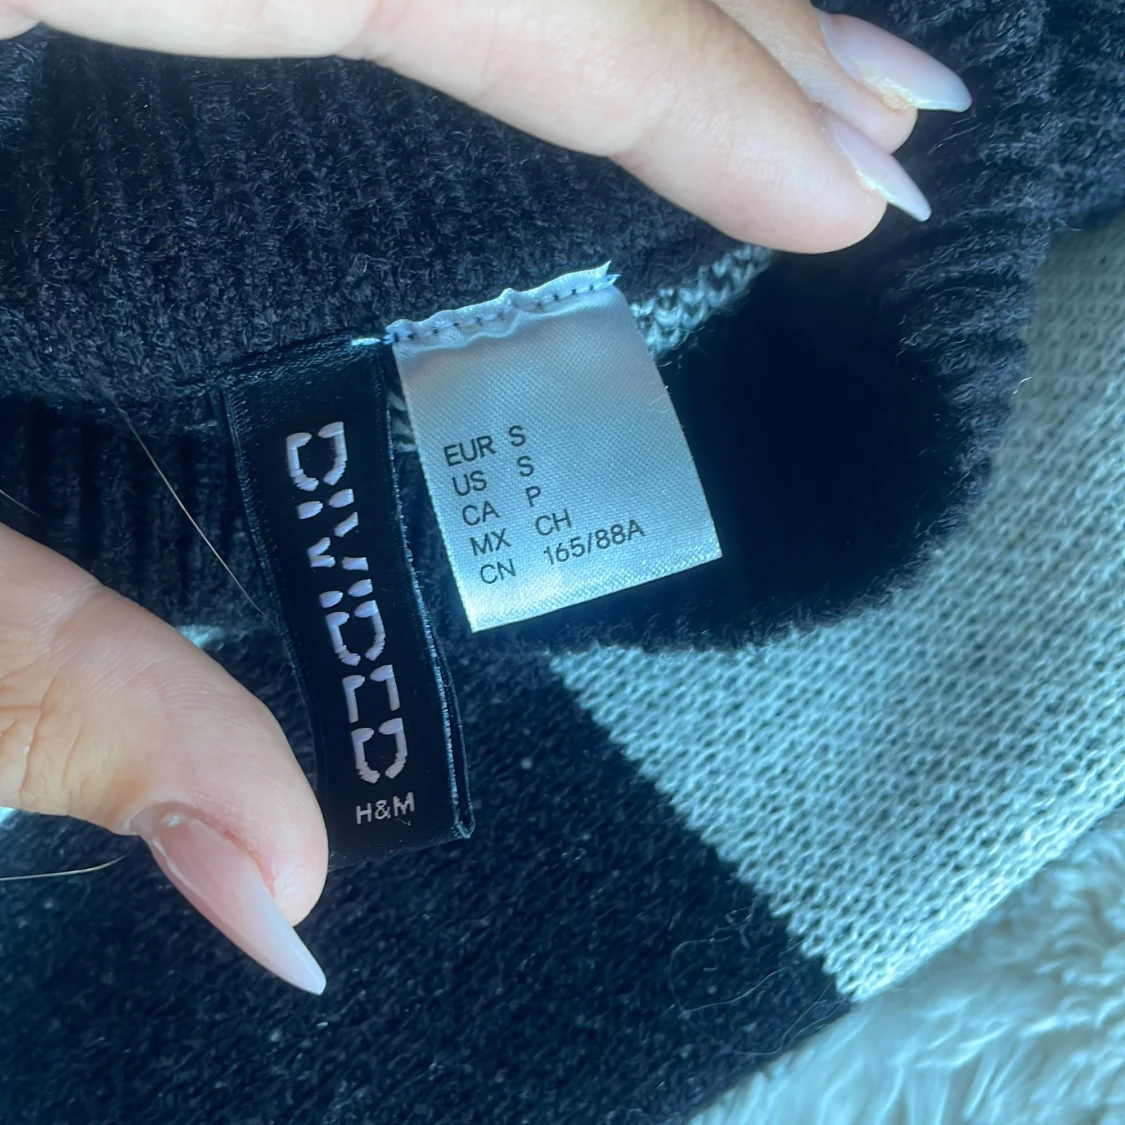 DIVIDED
H&M
EUR S
US S
CA P
MX CH
CN 165/88A